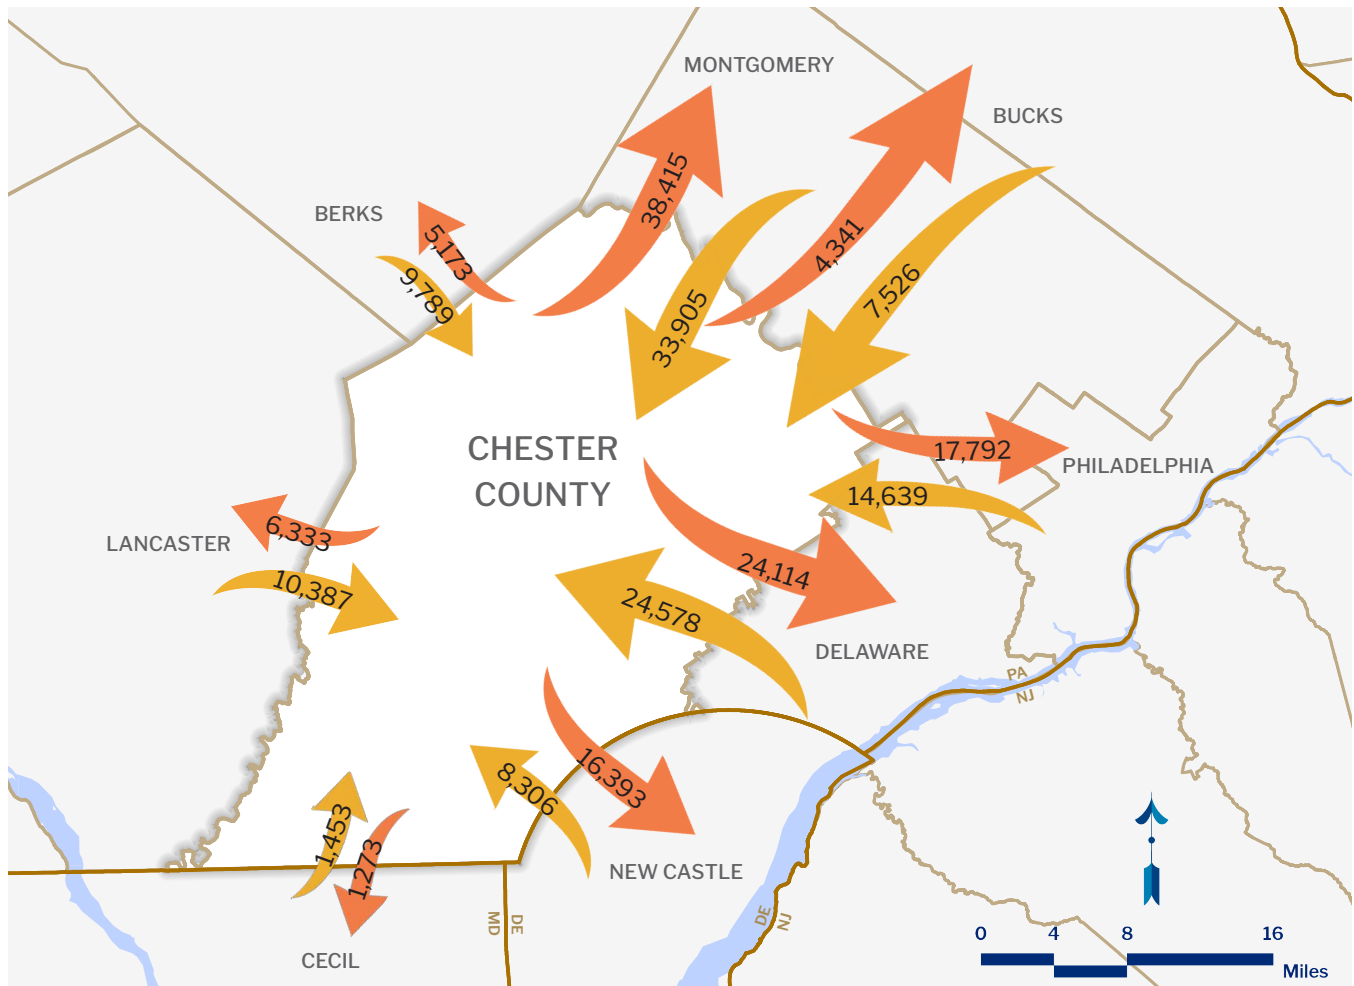 MONTGOMERY
BUCKS
BERKS
38,415
5,173
4,341
9,789
7,526
33,905
CHESTER
COUNTY
17,792
PHILADELPHIA
14,639
LANCASTER
6,333
10,387
24,114
24,578
DELAWARE
PA
NJ
16,393
8,306
1,453
1,273
NEW CASTLE
DE
NJ
MD
DE
CECIL
0 4 8 16
Miles